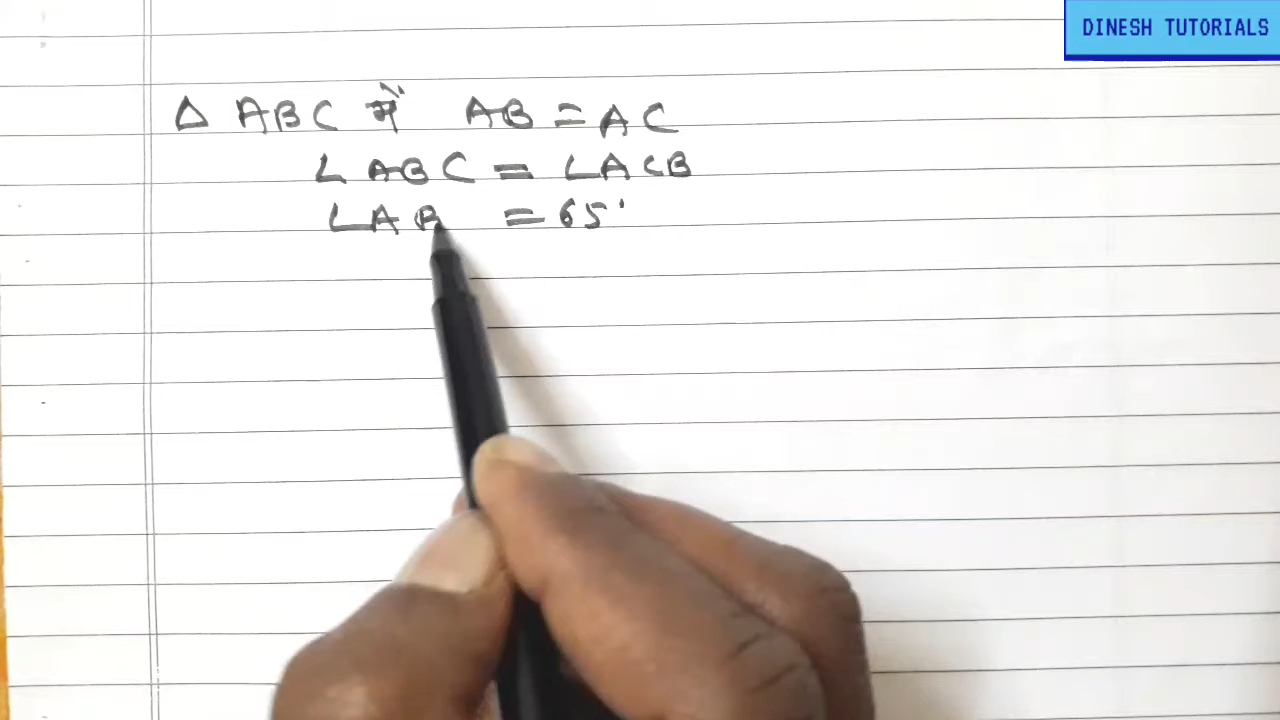 DINESH TUTORIALS
Δ ABC में AB = AC
∠ABC = ∠ACB
∠AB = 65°